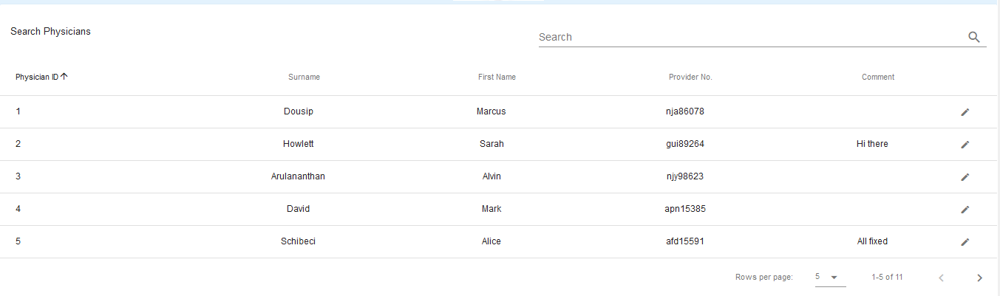 Search Physicians
Search
Physician ID Surname First Name Provider No. Comment
1 Dousip Marcus nja86078
2 Howlett Sarah gui89264 Hi there
3 Arulananthan Alvin njy98623
4 David Mark apn15385
5 Schibeci Alice afd15591 All fixed
Rows per page: 5 1-5 of 11